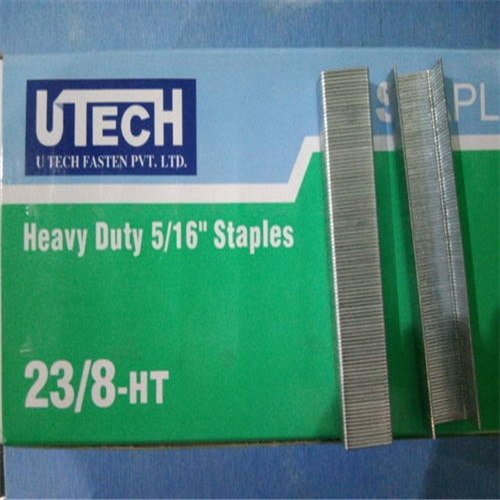 UTECH
U TECH FASTEN PVT. LTD.
Heavy Duty 5/16" Staples
23/8-HT